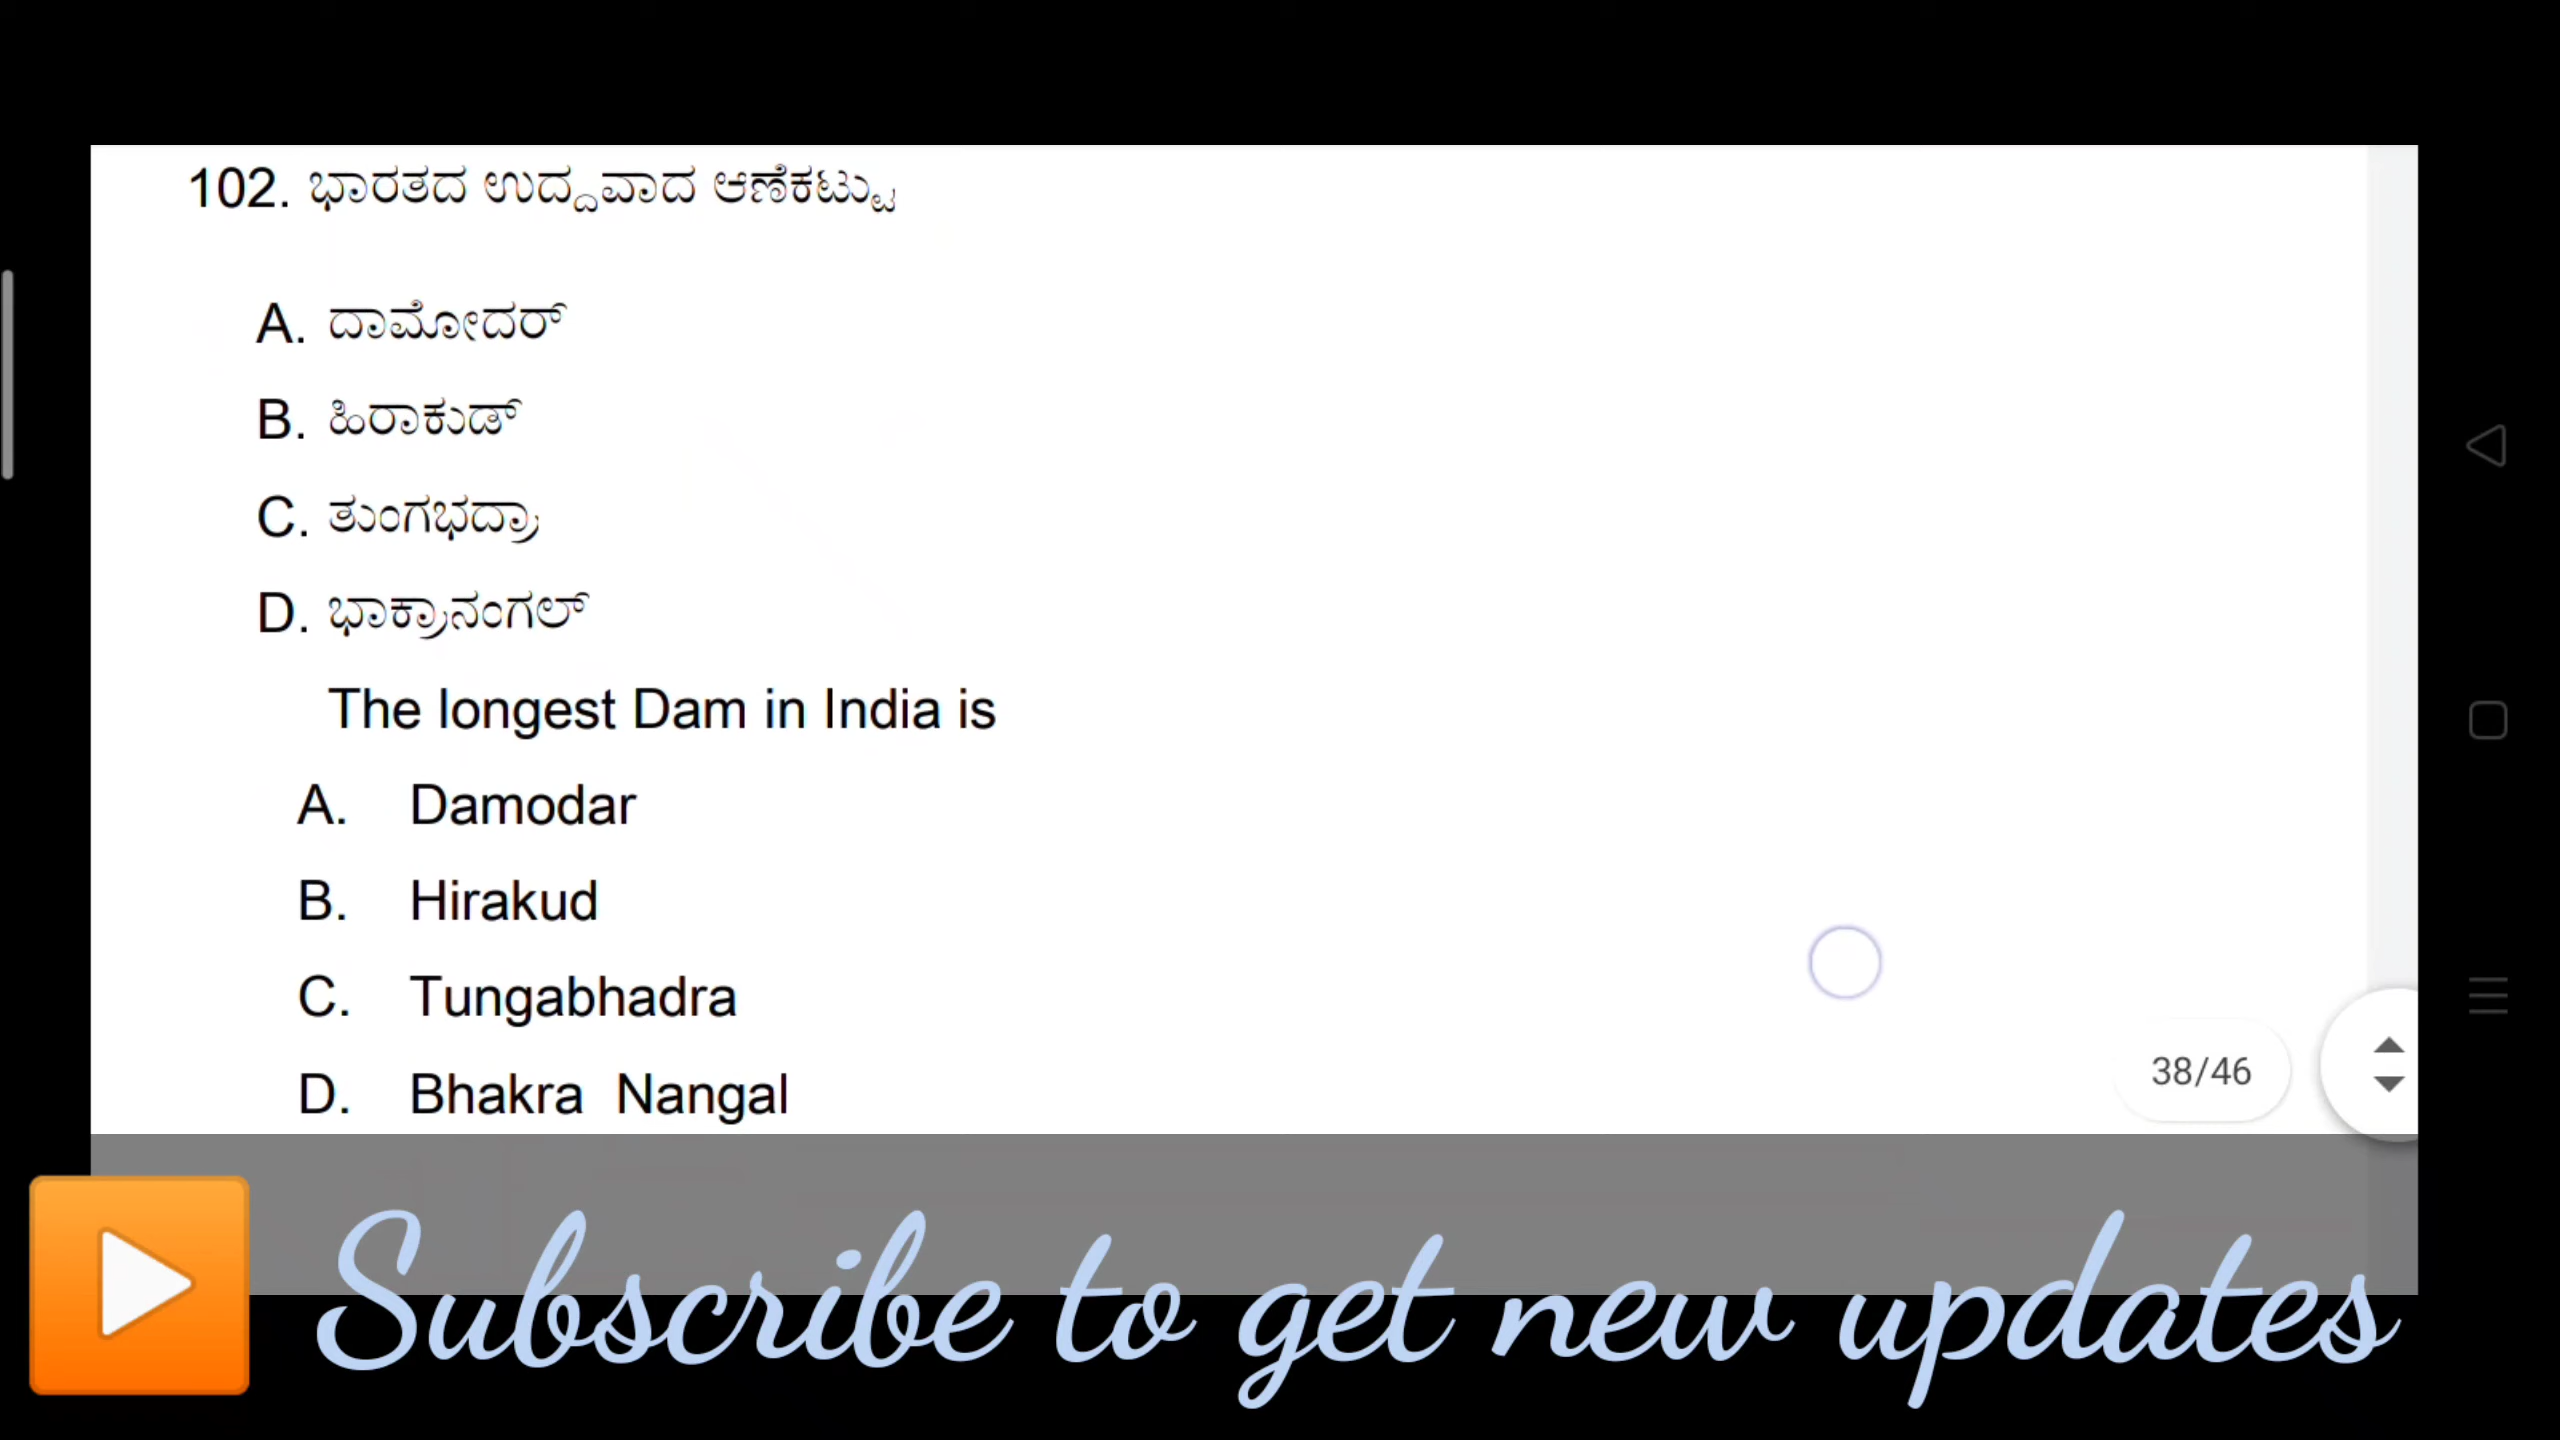 102. ಭಾರತದ ಉದ್ದವಾದ ಆಣೆಕಟ್ಟು
A. ದಾಮೋದರ್
B. ಹಿರಾಕುಡ್
C. ತುಂಗಭದ್ರಾ
D. ಭಾಕ್ರಾನಂಗಲ್
The longest Dam in India is
A. Damodar
B. Hirakud
C. Tungabhadra
D. Bhakra Nangal
38/46
Subscribe to get new updates